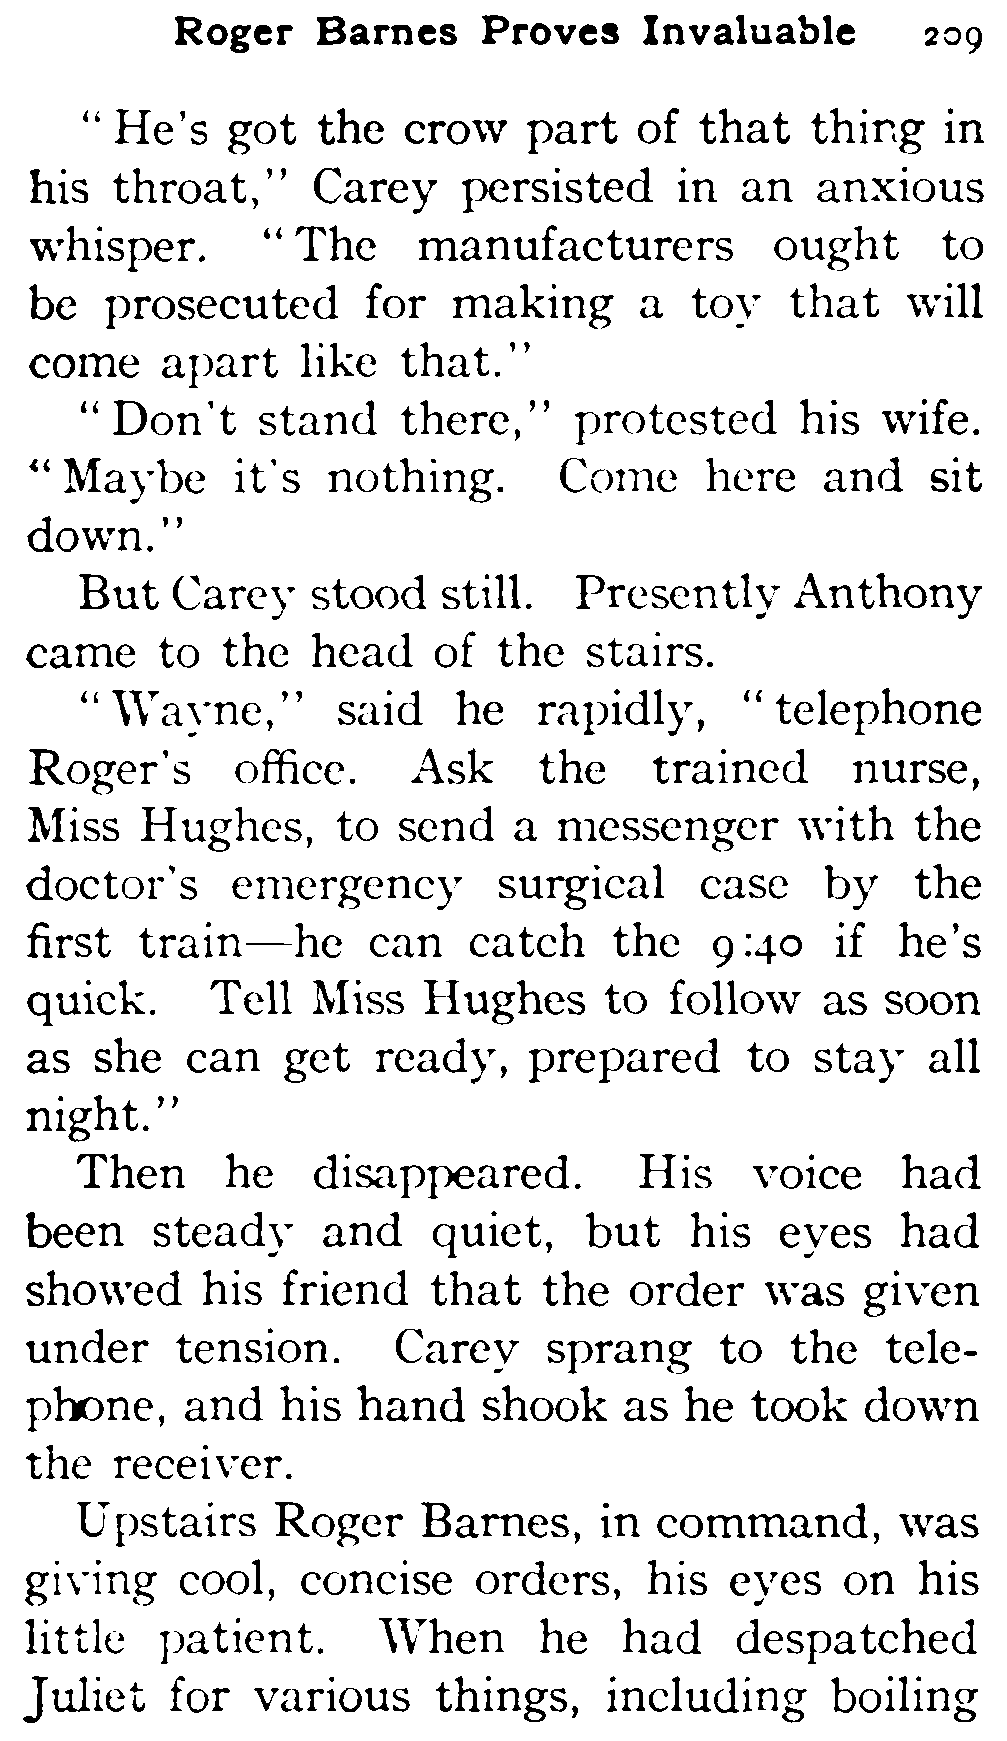 Roger Barnes Proves Invaluable 209
"He's got the crow part of that thing in
his throat," Carey persisted in an anxious
whisper. "The manufacturers ought to
be prosecuted for making a toy that will
come apart like that."
"Don't stand there," protested his wife.
"Maybe it's nothing. Come here and sit
down."
But Carey stood still. Presently Anthony
came to the head of the stairs.
"Wayne," said he rapidly, "telephone
Roger's office. Ask the trained nurse,
Miss Hughes, to send a messenger with the
doctor's emergency surgical case by the
first train—he can catch the 9:40 if he's
quick. Tell Miss Hughes to follow as soon
as she can get ready, prepared to stay all
night."
Then he disappeared. His voice had
been steady and quiet, but his eyes had
showed his friend that the order was given
under tension. Carey sprang to the tele-
phone, and his hand shook as he took down
the receiver.
Upstairs Roger Barnes, in command, was
giving cool, concise orders, his eyes on his
little patient. When he had despatched
Juliet for various things, including boiling